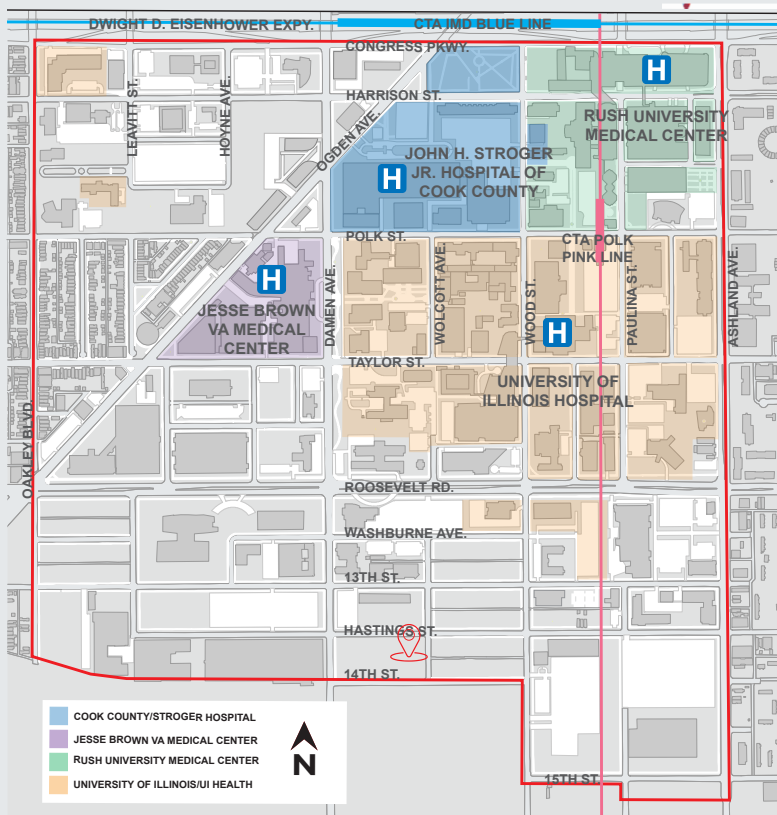 DWIGHT D. EISENHOWER EXPY.
CTA IMD BLUE LINE
CONGRESS PKWY.
H
HARRISON ST.
LEAVITT ST.
HOYNE AVE.
OGDEN AVE.
RUSH UNIVERSITY
MEDICAL CENTER
H
JOHN H. STROGER
JR. HOSPITAL OF
COOK COUNTY
POLK ST.
CTA POLK
PINK LINE
H
JESSE BROWN
VA MEDICAL
CENTER
DAMEN AVE.
WOLCOTT AVE.
WOOD ST.
PAULINA ST.
ASHLAND AVE.
H
TAYLOR ST.
UNIVERSITY OF
ILLINOIS HOSPITAL
OAKLEY BLVD.
ROOSEVELT RD.
WASHBURNE AVE.
13TH ST.
HASTINGS ST.
14TH ST.
15TH ST.
COOK COUNTY/STROGER HOSPITAL
JESSE BROWN VA MEDICAL CENTER
RUSH UNIVERSITY MEDICAL CENTER
UNIVERSITY OF ILLINOIS/UI HEALTH
N